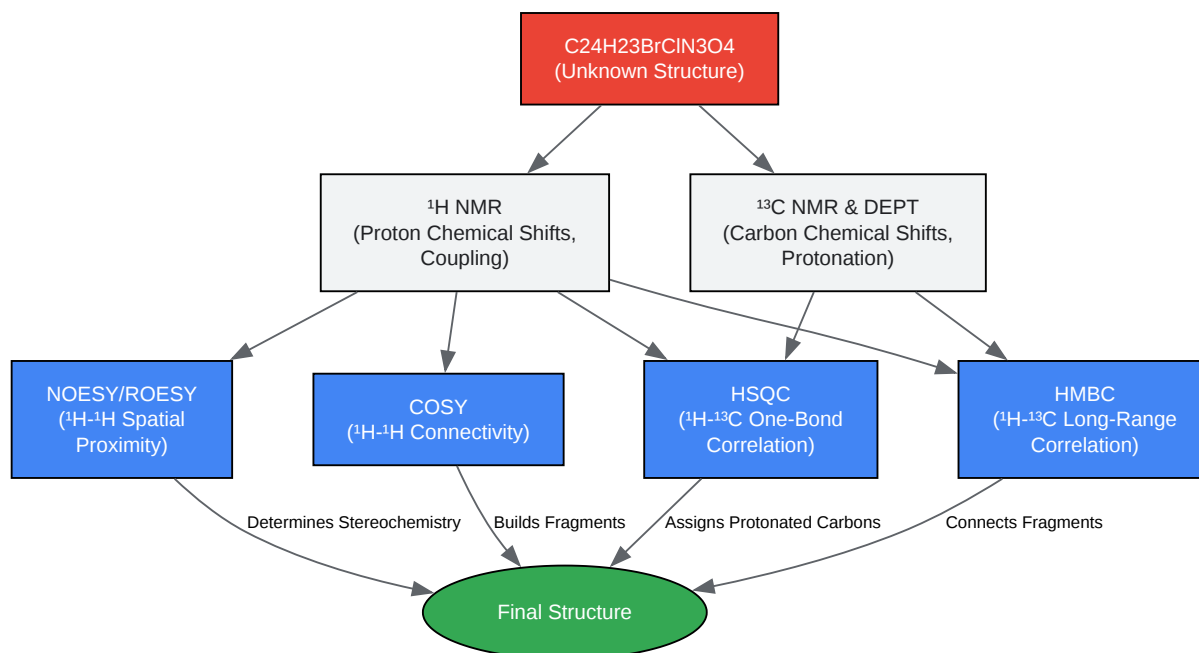 C24H23BrClN3O4
(Unknown Structure)
¹H NMR
(Proton Chemical Shifts,
Coupling)
¹³C NMR & DEPT
(Carbon Chemical Shifts,
Protonation)
NOESY/ROESY
(¹H-¹H Spatial
Proximity)
COSY
(¹H-¹H Connectivity)
HSQC
(¹H-¹³C One-Bond
Correlation)
HMBC
(¹H-¹³C Long-Range
Correlation)
Determines Stereochemistry
Builds Fragments
Assigns Protonated Carbons
Connects Fragments
Final Structure